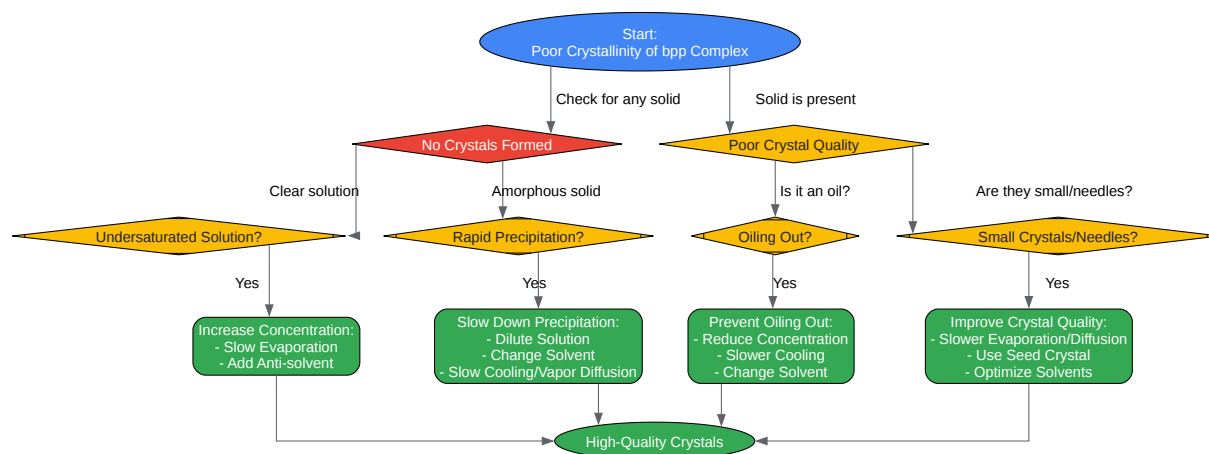 Start:
Poor Crystallinity of bpp Complex
Check for any solid
Solid is present
No Crystals Formed
Poor Crystal Quality
Clear solution
Amorphous solid
Is it an oil?
Are they small/needles?
Undersaturated Solution?
Rapid Precipitation?
Oiling Out?
Small Crystals/Needles?
Yes
Yes
Yes
Yes
Increase Concentration:
- Slow Evaporation
- Add Anti-solvent
Slow Down Precipitation:
- Dilute Solution
- Change Solvent
- Slow Cooling/Vapor Diffusion
Prevent Oiling Out:
- Reduce Concentration
- Slower Cooling
- Change Solvent
Improve Crystal Quality:
- Slower Evaporation/Diffusion
- Use Seed Crystal
- Optimize Solvents
High-Quality Crystals